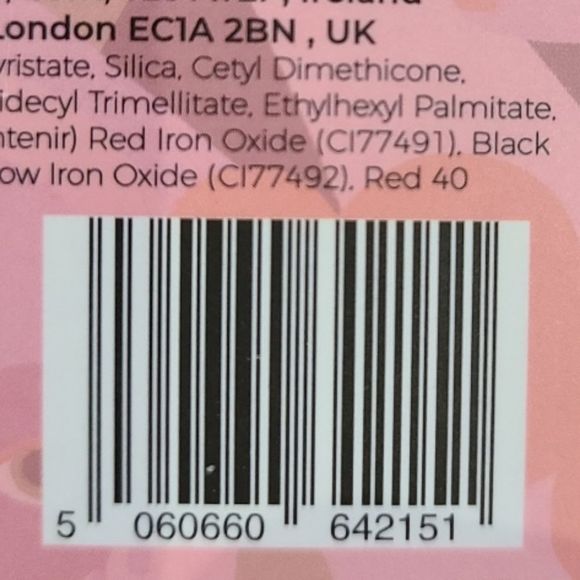 London EC1A 2BN , UK
yristate, Silica, Cetyl Dimethicone,
idecyl Trimellitate, Ethylhexyl Palmitate,
ntenir) Red Iron Oxide (CI77491), Black
ow Iron Oxide (CI77492), Red 40
5 060660 642151